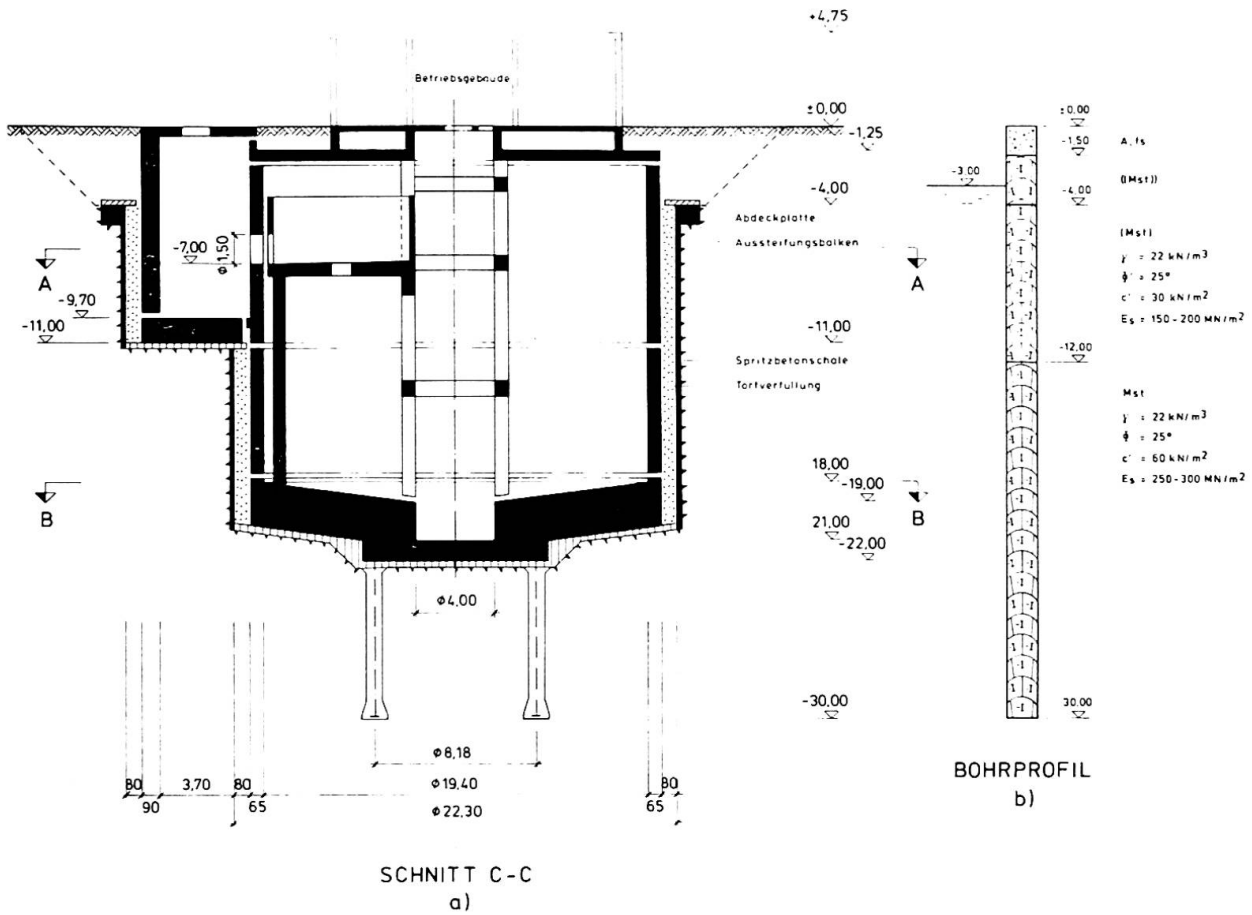 +4,75
Betriebsgebäude
±0,00
-1,25
-4,00
Abdeckplatte
Aussteifungsbalken
-7,00
ϕ 1,50
A
A
-9,70
-11,00
-11,00
Spritzbetonschale
Torfverfüllung
18,00
-19,00
B
B
21,00
-22,00
ϕ4,00
-30,00
ϕ8,18
80
3,70
80
ϕ19,40
80
90
65
ϕ22,30
65
SCHNITT C-C
a)
±0,00
-1,50
A, fs
-3,00
((Mst))
-4,00
(Mst)
γ = 22 kN/m³
ϕ' = 25°
c' = 30 kN/m²
Es = 150-200 MN/m²
-12,00
Mst
γ = 22 kN/m³
ϕ = 25°
c' = 60 kN/m²
Es = 250-300 MN/m²
30,00
BOHRPROFIL
b)